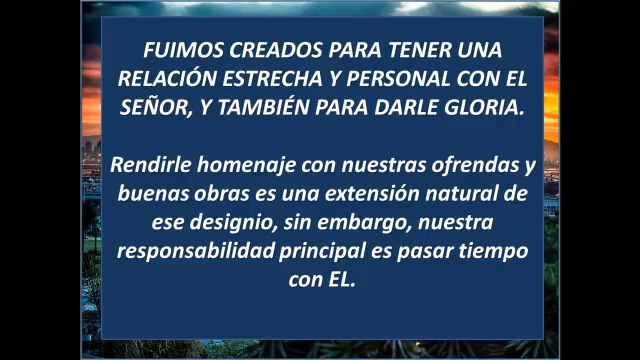 FUIMOS CREADOS PARA TENER UNA
RELACIÓN ESTRECHA Y PERSONAL CON EL
SEÑOR, Y TAMBIÉN PARA DARLE GLORIA.
Rendirle homenaje con nuestras ofrendas y
buenas obras es una extensión natural de
ese designio, sin embargo, nuestra
responsabilidad principal es pasar tiempo
con EL.